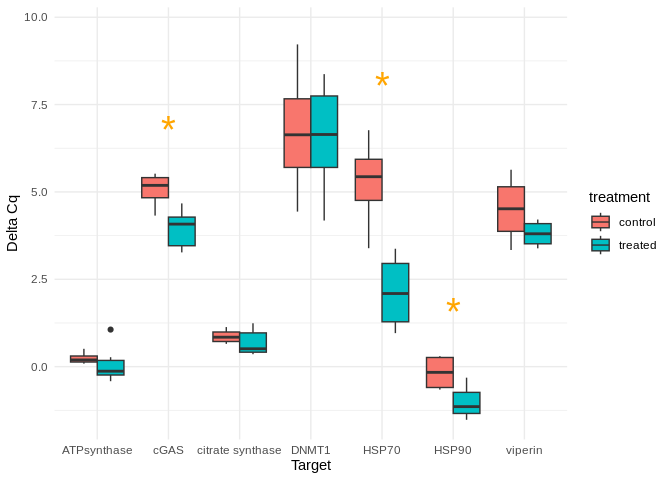 10.0
7.5
5.0
2.5
0.0
Delta Cq
ATPsynthase cGAS citrate synthase DNMT1 HSP70 HSP90 viperin
Target
treatment
control
treated
* * *